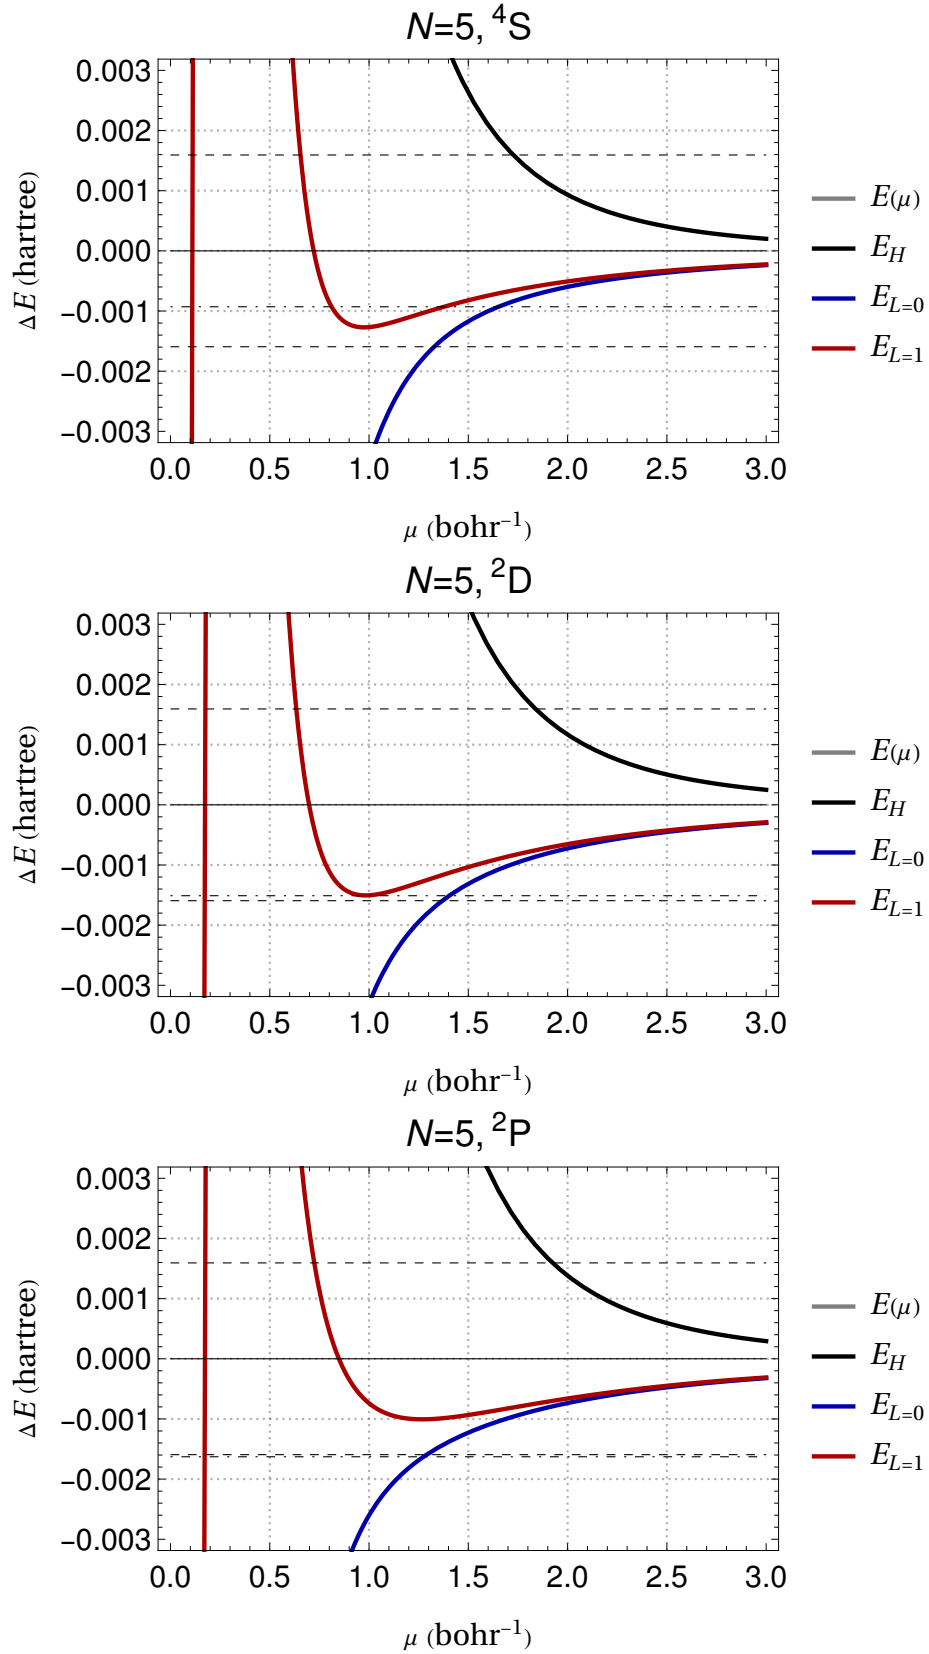 N=5, ⁴S
0.003
0.002
0.001
0.000
−0.001
−0.002
−0.003
ΔE (hartree)
0.0 0.5 1.0 1.5 2.0 2.5 3.0
μ (bohr⁻¹)
E(μ)
E_H
E_{L=0}
E_{L=1}
N=5, ²D
0.003
0.002
0.001
0.000
−0.001
−0.002
−0.003
ΔE (hartree)
0.0 0.5 1.0 1.5 2.0 2.5 3.0
μ (bohr⁻¹)
E(μ)
E_H
E_{L=0}
E_{L=1}
N=5, ²P
0.003
0.002
0.001
0.000
−0.001
−0.002
−0.003
ΔE (hartree)
0.0 0.5 1.0 1.5 2.0 2.5 3.0
μ (bohr⁻¹)
E(μ)
E_H
E_{L=0}
E_{L=1}